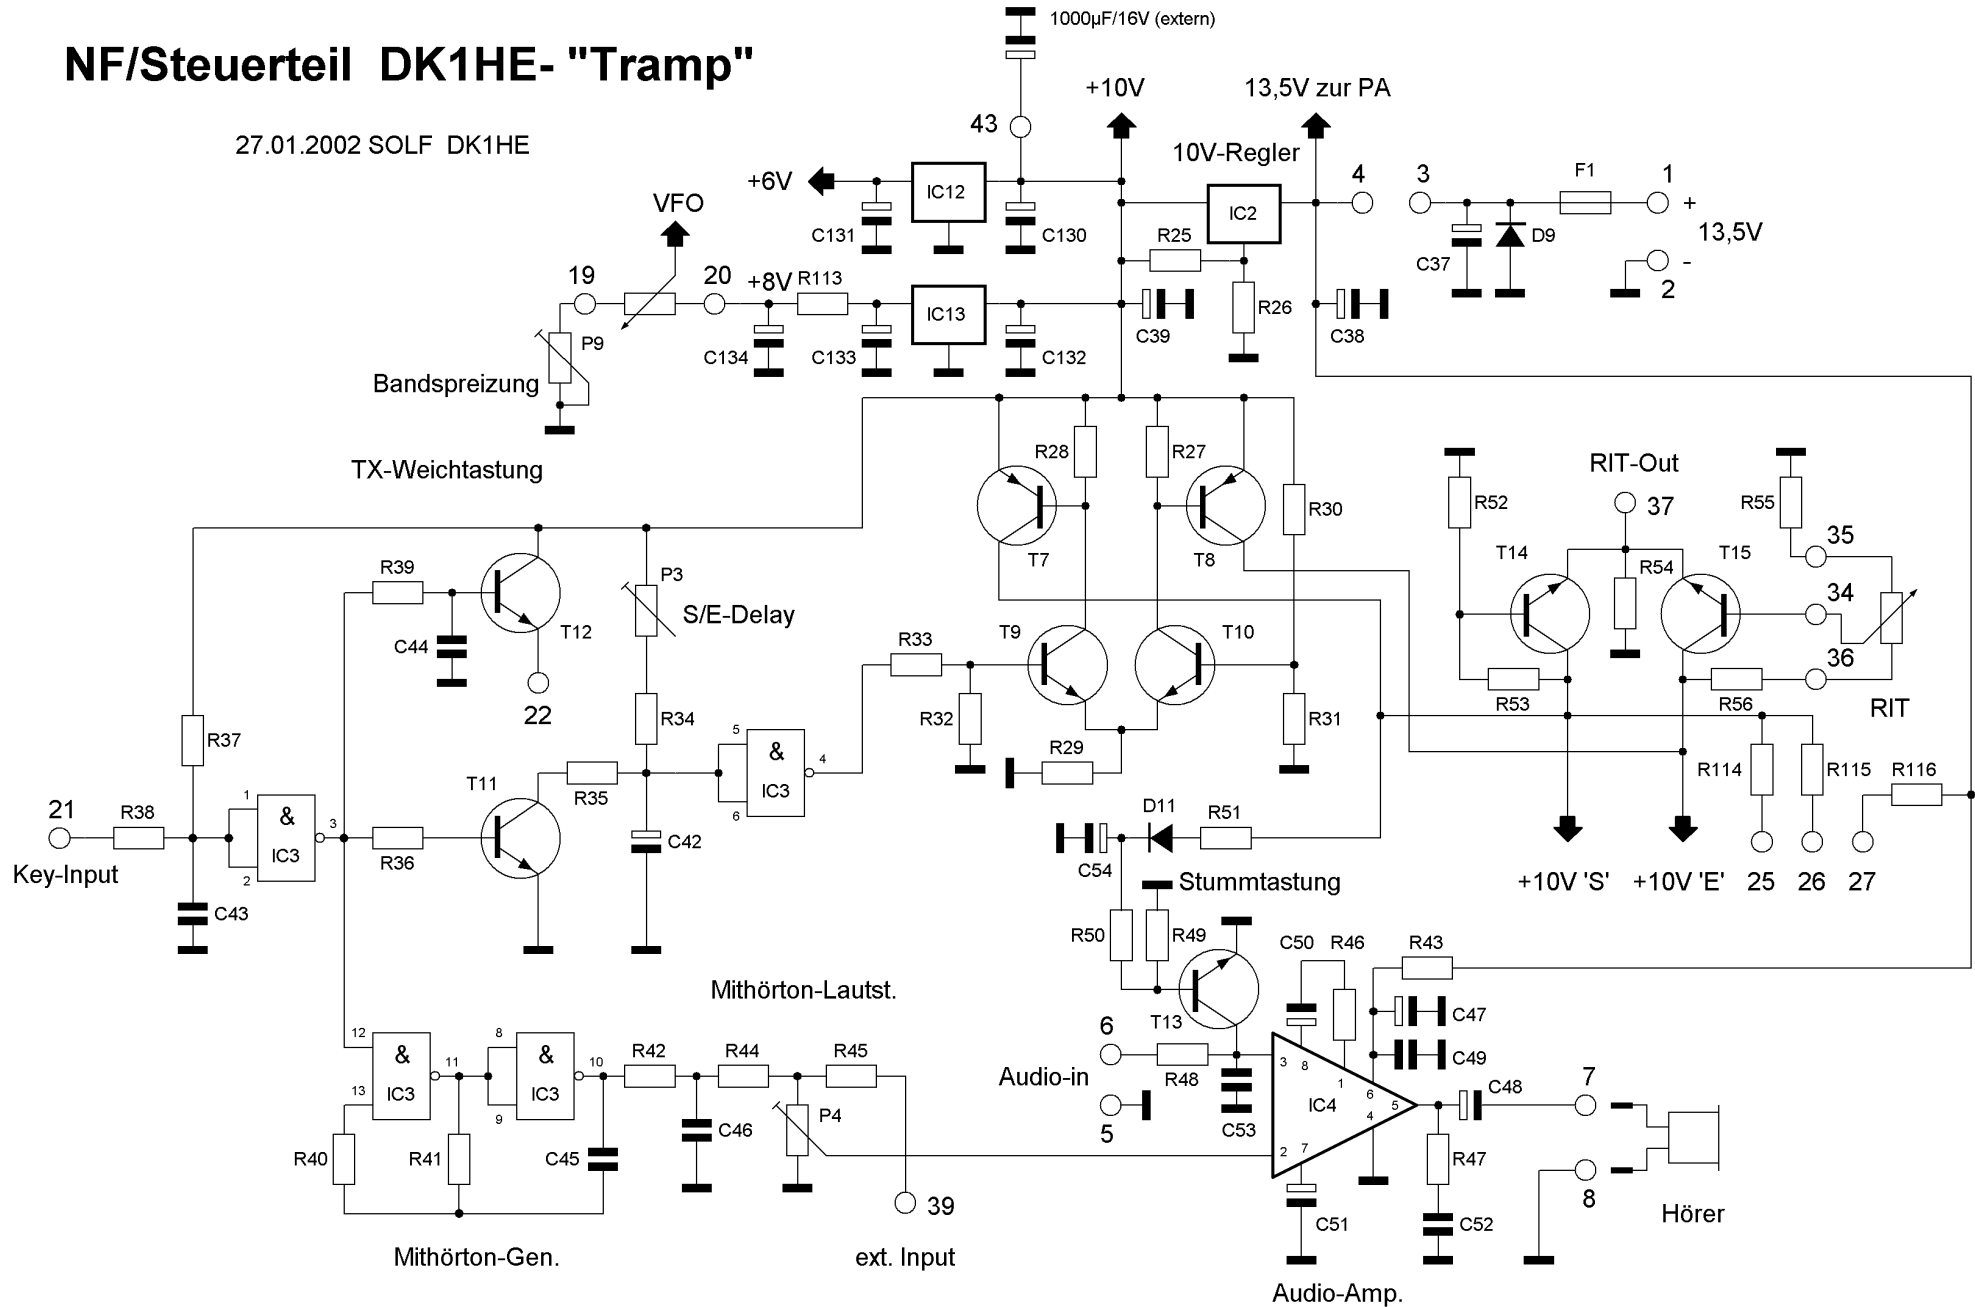 1000µF/16V (extern)
NF/Steuerteil DK1HE- "Tramp"
+10V
13,5V zur PA
43
27.01.2002 SOLF DK1HE
10V-Regler
+6V
IC12
4
3
F1
1
VFO
IC2
+
C131
C130
R25
C37
D9
13,5V
-
2
19
20
+8V
R113
IC13
R26
P9
C134
C133
C132
C39
C38
Bandspreizung
TX-Weichtastung
R28
R27
RIT-Out
R52
37
R55
R30
T7
T8
T14
T15
35
R39
P3
R54
34
S/E-Delay
T12
C44
R33
T9
T10
36
22
R34
R32
R31
R53
R56
RIT
R37
5
&
4
IC3
6
R29
R114
R115
R116
T11
R35
21
R38
1
&
3
IC3
2
R36
C42
D11
R51
C54
Key-Input
Stummtastung
+10V 'S'
+10V 'E'
25
26
27
C43
R50
R49
C50
R46
R43
Mithörton-Lautst.
T13
C47
12
&
11
13
IC3
8
&
10
9
IC3
R42
R44
R45
6
Audio-in
R48
3
8
1
6
C49
C48
7
P4
5
C53
IC4
5
4
7
2
R40
R41
C45
C46
R47
8
39
C51
C52
Hörer
Mithörton-Gen.
ext. Input
Audio-Amp.